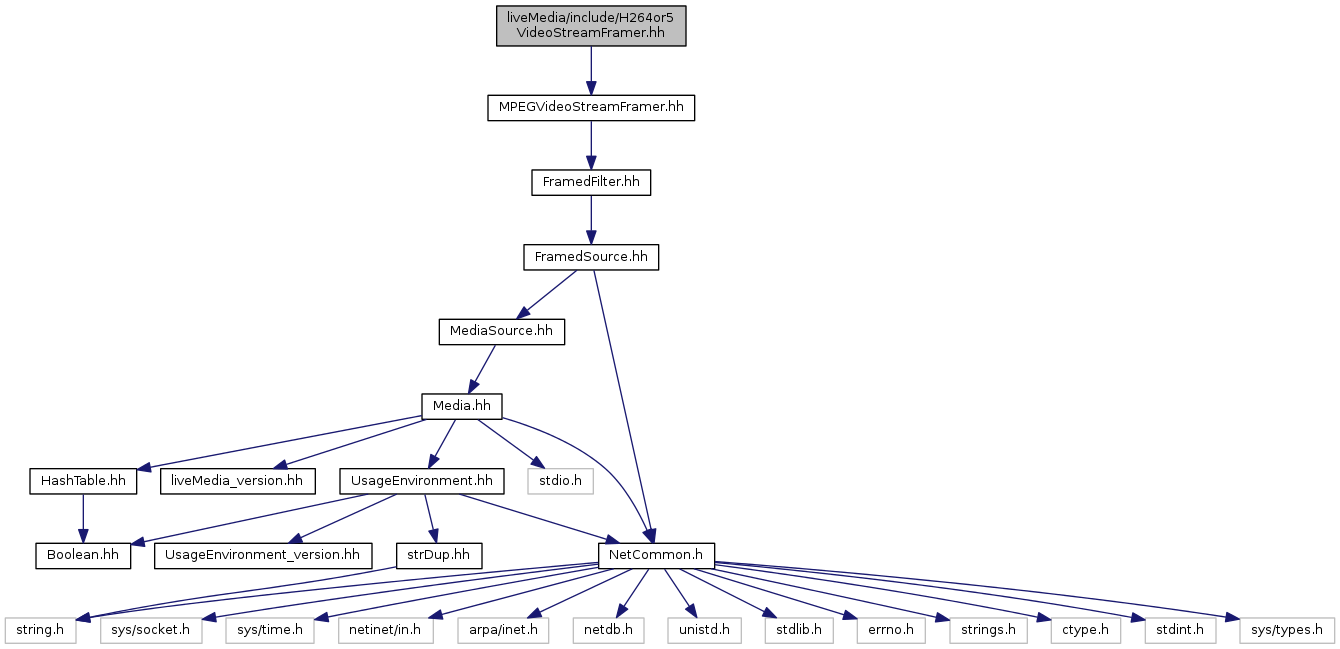 liveMedia/include/H264or5
VideoStreamFramer.hh
MPEGVideoStreamFramer.hh
FramedFilter.hh
FramedSource.hh
MediaSource.hh
Media.hh
HashTable.hh
liveMedia_version.hh
UsageEnvironment.hh
stdio.h
Boolean.hh
UsageEnvironment_version.hh
strDup.hh
NetCommon.h
string.h
sys/socket.h
sys/time.h
netinet/in.h
arpa/inet.h
netdb.h
unistd.h
stdlib.h
errno.h
strings.h
ctype.h
stdint.h
sys/types.h